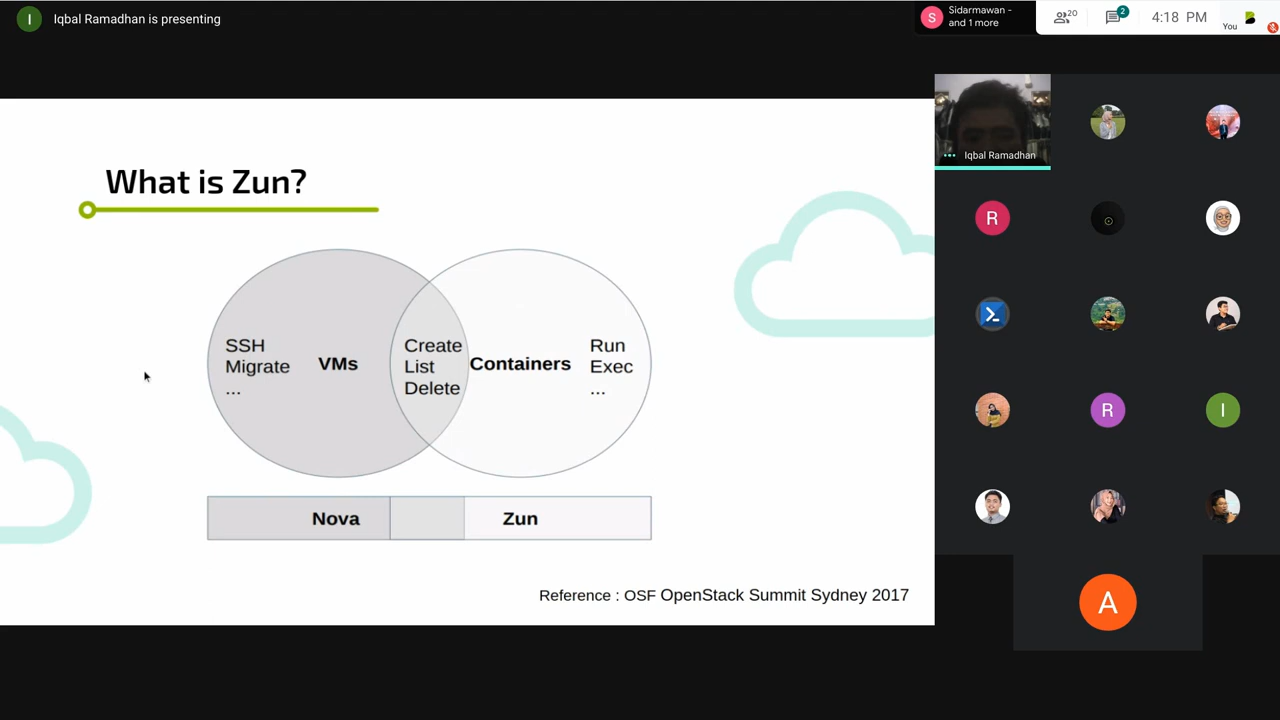 I
Iqbal Ramadhan is presenting
S
Sidarmawan -
and 1 more
20
2
4:18 PM
You
What is Zun?
SSH
Migrate
...
VMs
Create
List
Delete
Containers
Run
Exec
...
Nova
Zun
Reference : OSF OpenStack Summit Sydney 2017
Iqbal Ramadhan
R
R
I
A